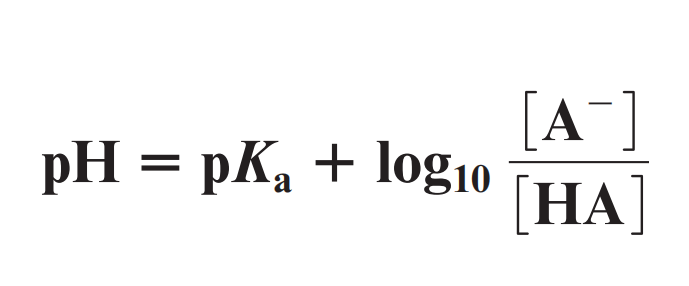 pH = pKₐ + log₁₀ [A⁻] / [HA]